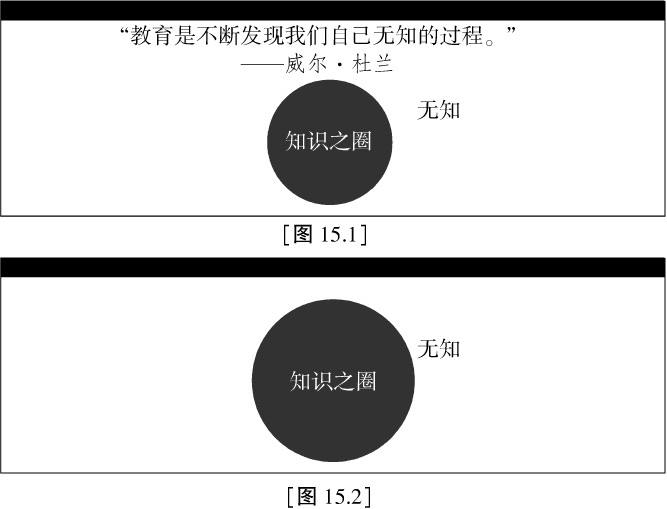 “教育是不断发现我们自己无知的过程。”
——威尔·杜兰
无知
知识之圈
[图 15.1]
无知
知识之圈
[图 15.2]